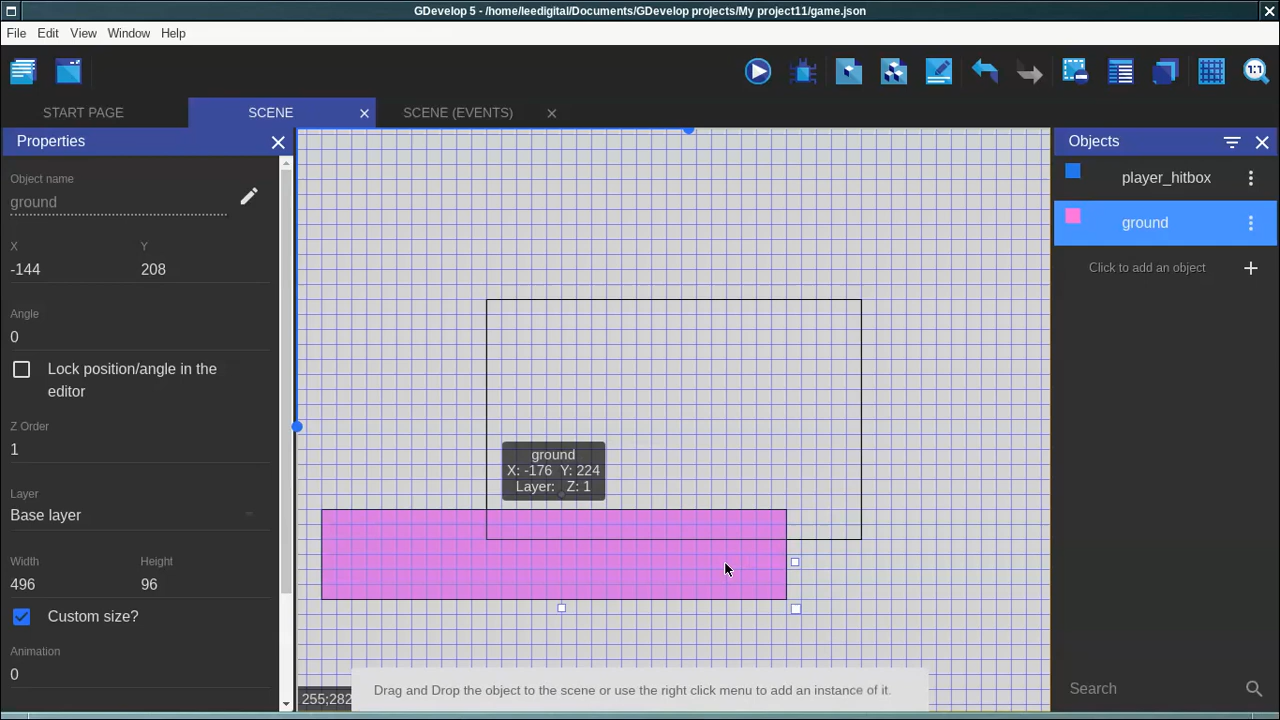 GDevelop 5 - /home/leedigital/Documents/GDevelop projects/My project11/game.json
File Edit View Window Help
1:1
START PAGE SCENE SCENE (EVENTS)
Properties
Object name
ground
X Y
-144 208
Angle
0
Lock position/angle in the
editor
Z Order
1
Layer
Base layer
Width Height
496 96
Custom size?
Animation
0
ground
X: -176 Y: 224
Layer: Z: 1
255;282
Drag and Drop the object to the scene or use the right click menu to add an instance of it.
Objects
player_hitbox
ground
Click to add an object
Search